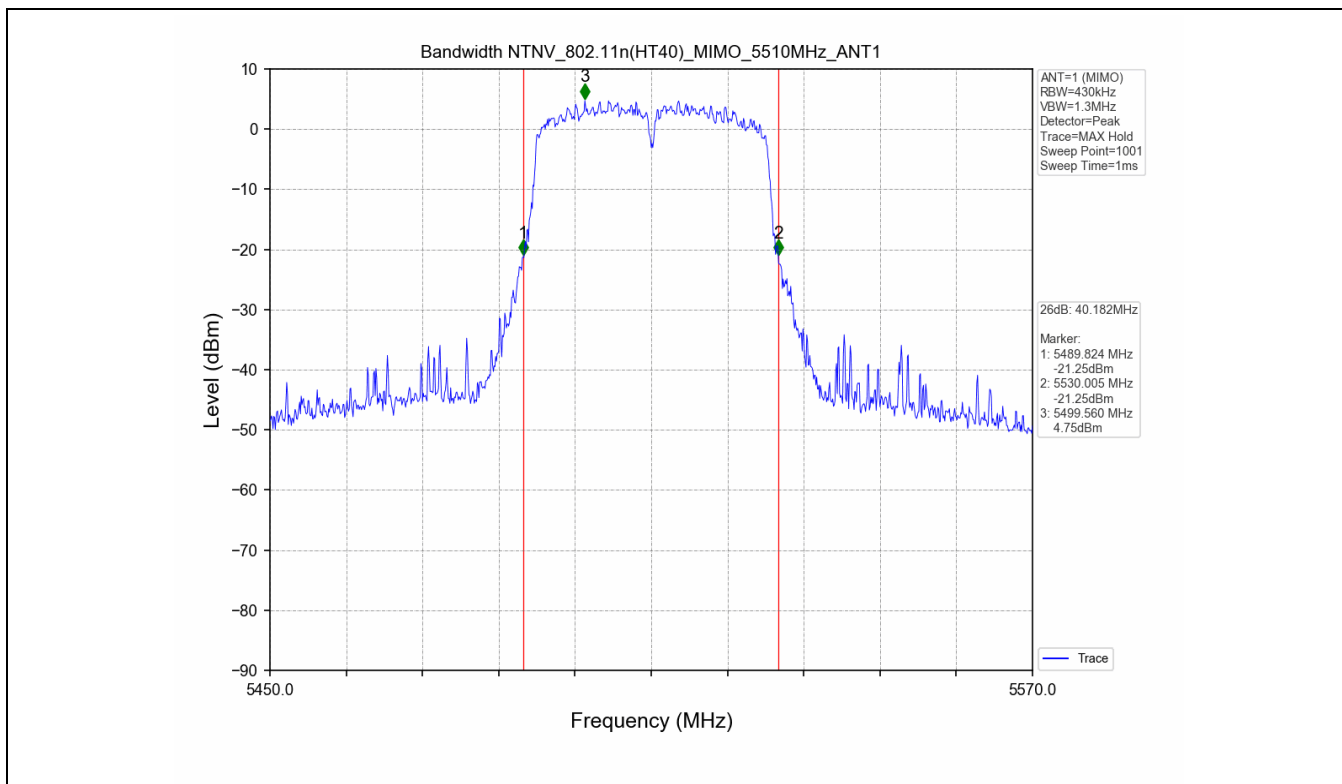 Bandwidth NTNV_802.11n(HT40)_MIMO_5510MHz_ANT1
10
0
−10
−20
−30
−40
−50
−60
−70
−80
−90
Level (dBm)
5450.0
5570.0
Frequency (MHz)
1
2
3
ANT=1 (MIMO)
RBW=430kHz
VBW=1.3MHz
Detector=Peak
Trace=MAX Hold
Sweep Point=1001
Sweep Time=1ms
26dB: 40.182MHz
Marker:
1: 5489.824 MHz
-21.25dBm
2: 5530.005 MHz
-21.25dBm
3: 5499.560 MHz
4.75dBm
Trace